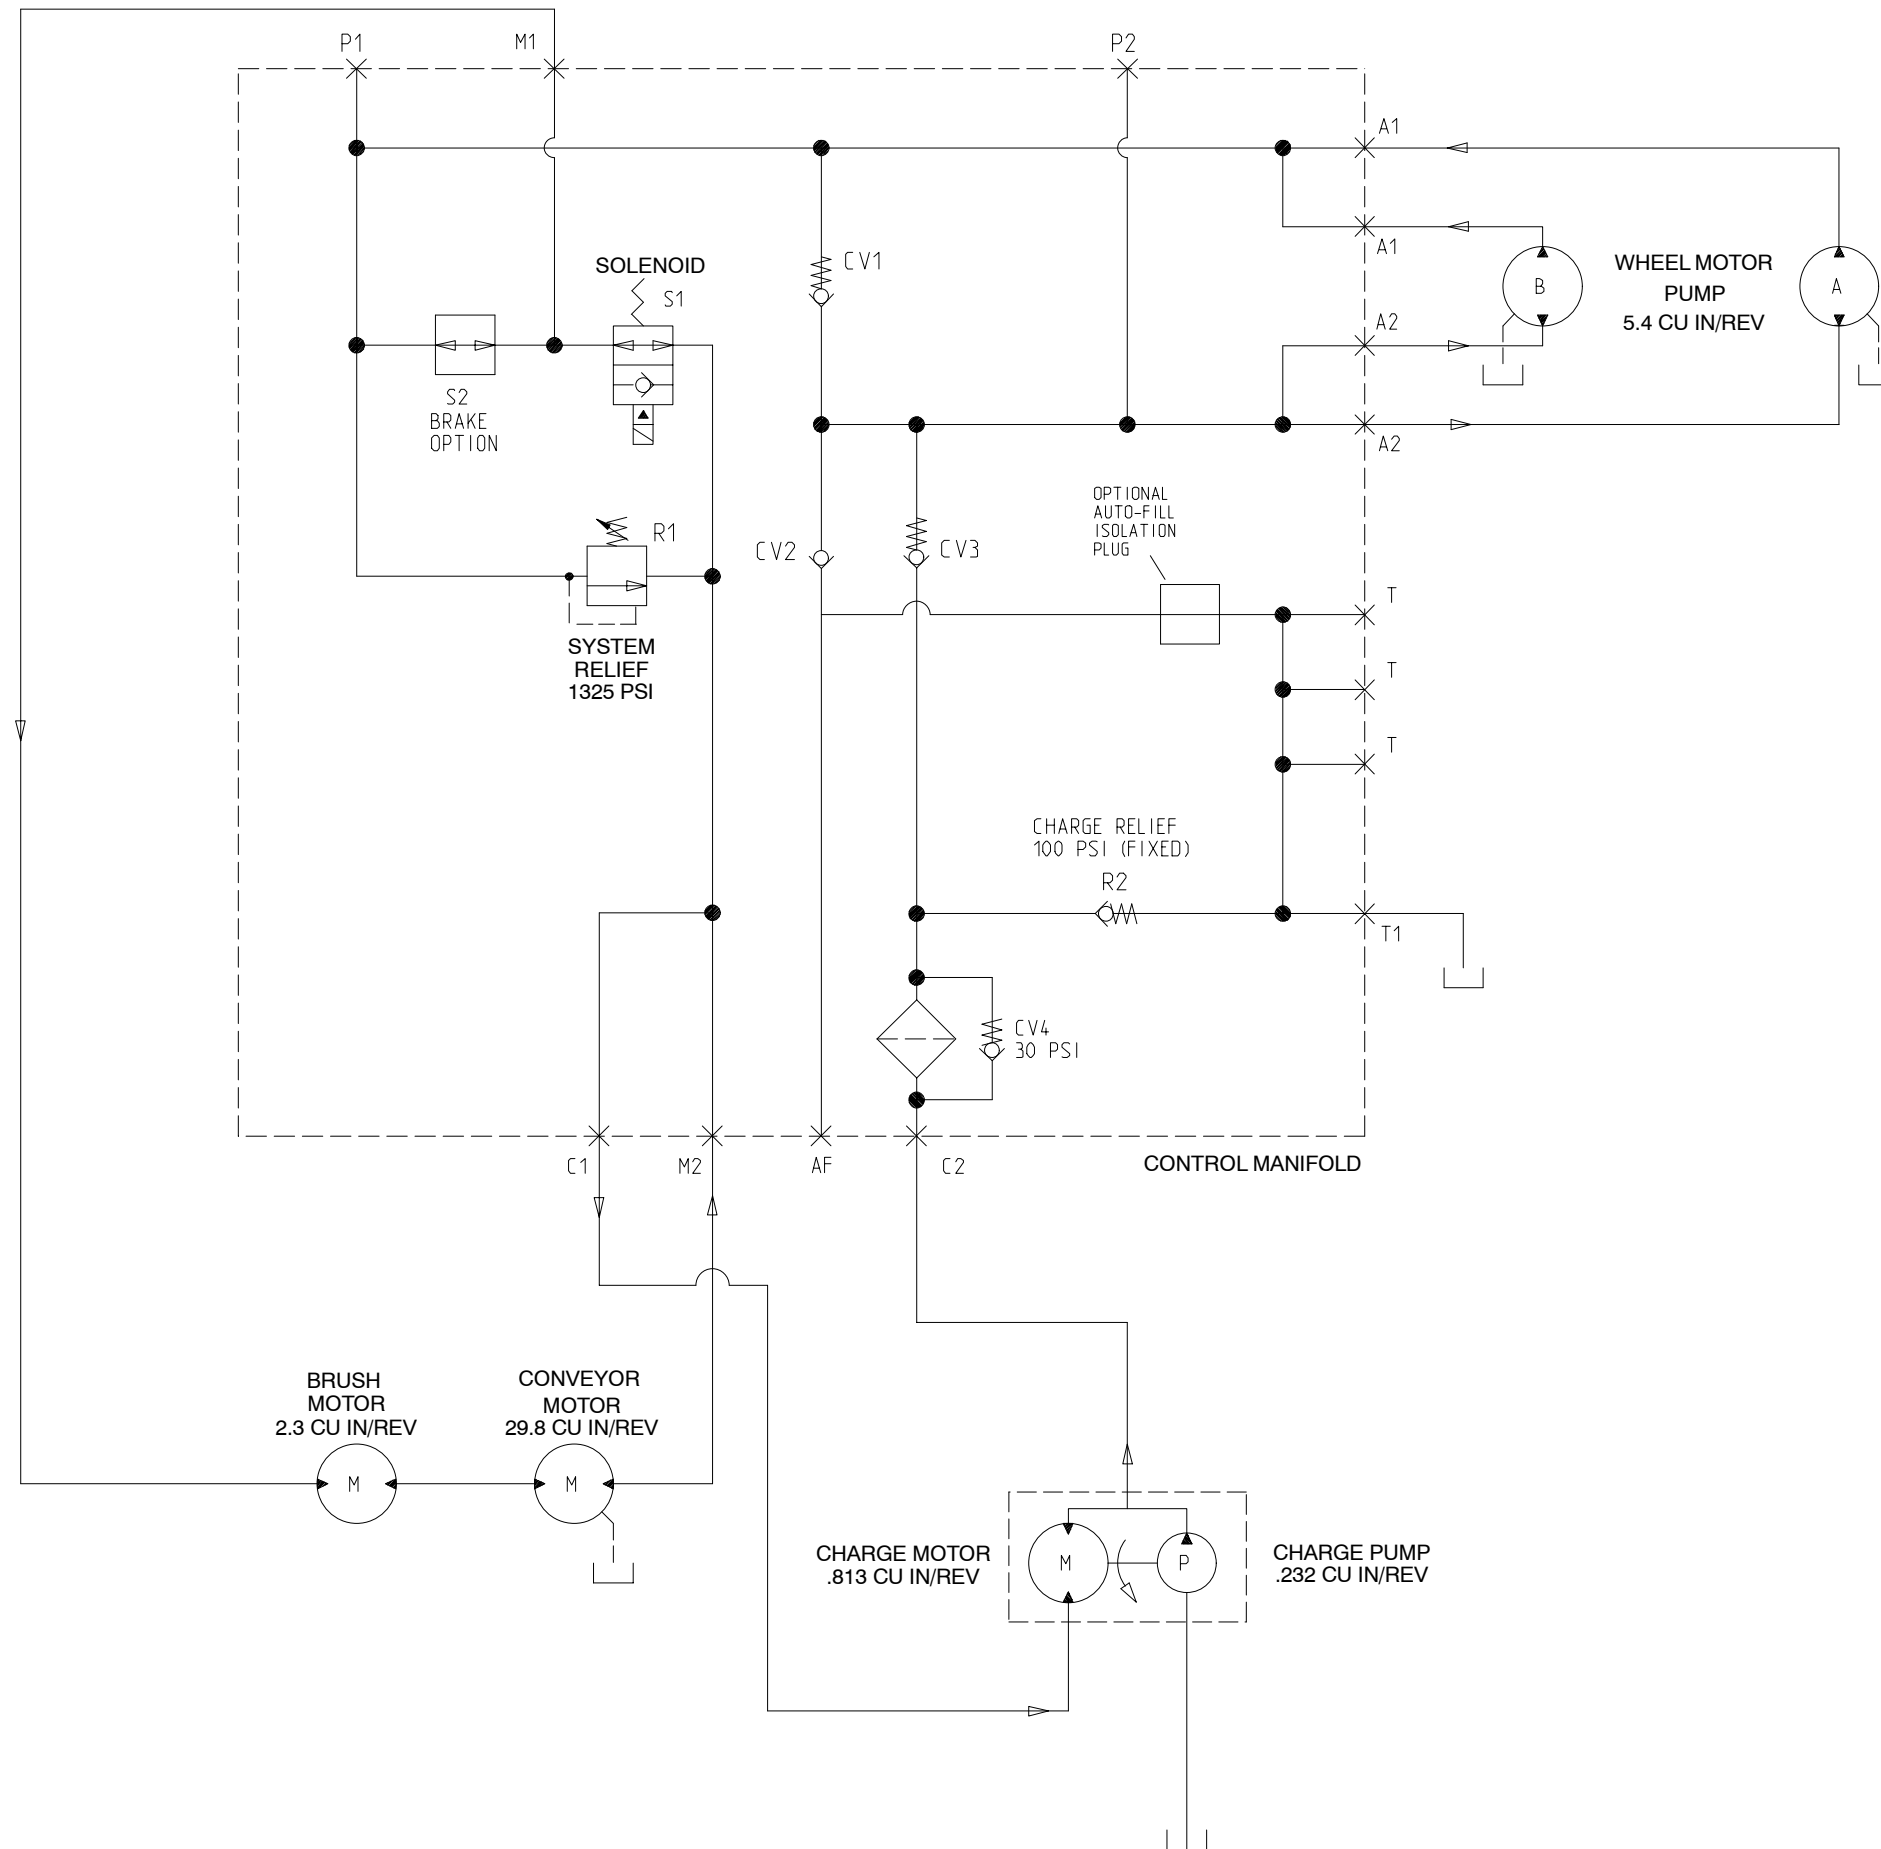 P1
M1
P2
A1
A1
SOLENOID
S1
CV1
B
WHEEL MOTOR
PUMP
5.4 CU IN/REV
A
A2
S2
BRAKE
OPTION
A2
OPTIONAL
AUTO-FILL
ISOLATION
PLUG
R1
CV2
CV3
SYSTEM
RELIEF
1325 PSI
T
T
T
CHARGE RELIEF
100 PSI (FIXED)
R2
T1
CV4
30 PSI
C1
M2
AF
C2
CONTROL MANIFOLD
BRUSH
MOTOR
2.3 CU IN/REV
CONVEYOR
MOTOR
29.8 CU IN/REV
M
M
CHARGE MOTOR
.813 CU IN/REV
M
P
CHARGE PUMP
.232 CU IN/REV